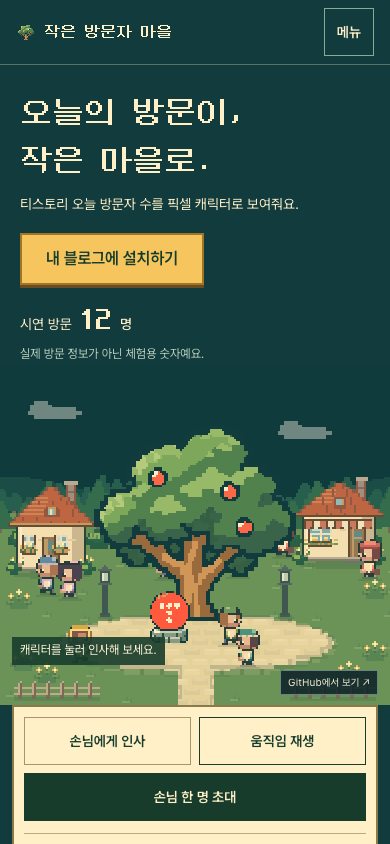 작은 방문자 마을
메뉴
오늘의 방문이,
작은 마을로.
티스토리 오늘 방문자 수를 픽셀 캐릭터로 보여줘요.
내 블로그에 설치하기
시연 방문 12 명
실제 방문 정보가 아닌 체험용 숫자예요.
캐릭터를 눌러 인사해 보세요.
GitHub에서 보기 ↗
손님에게 인사
움직임 재생
손님 한 명 초대